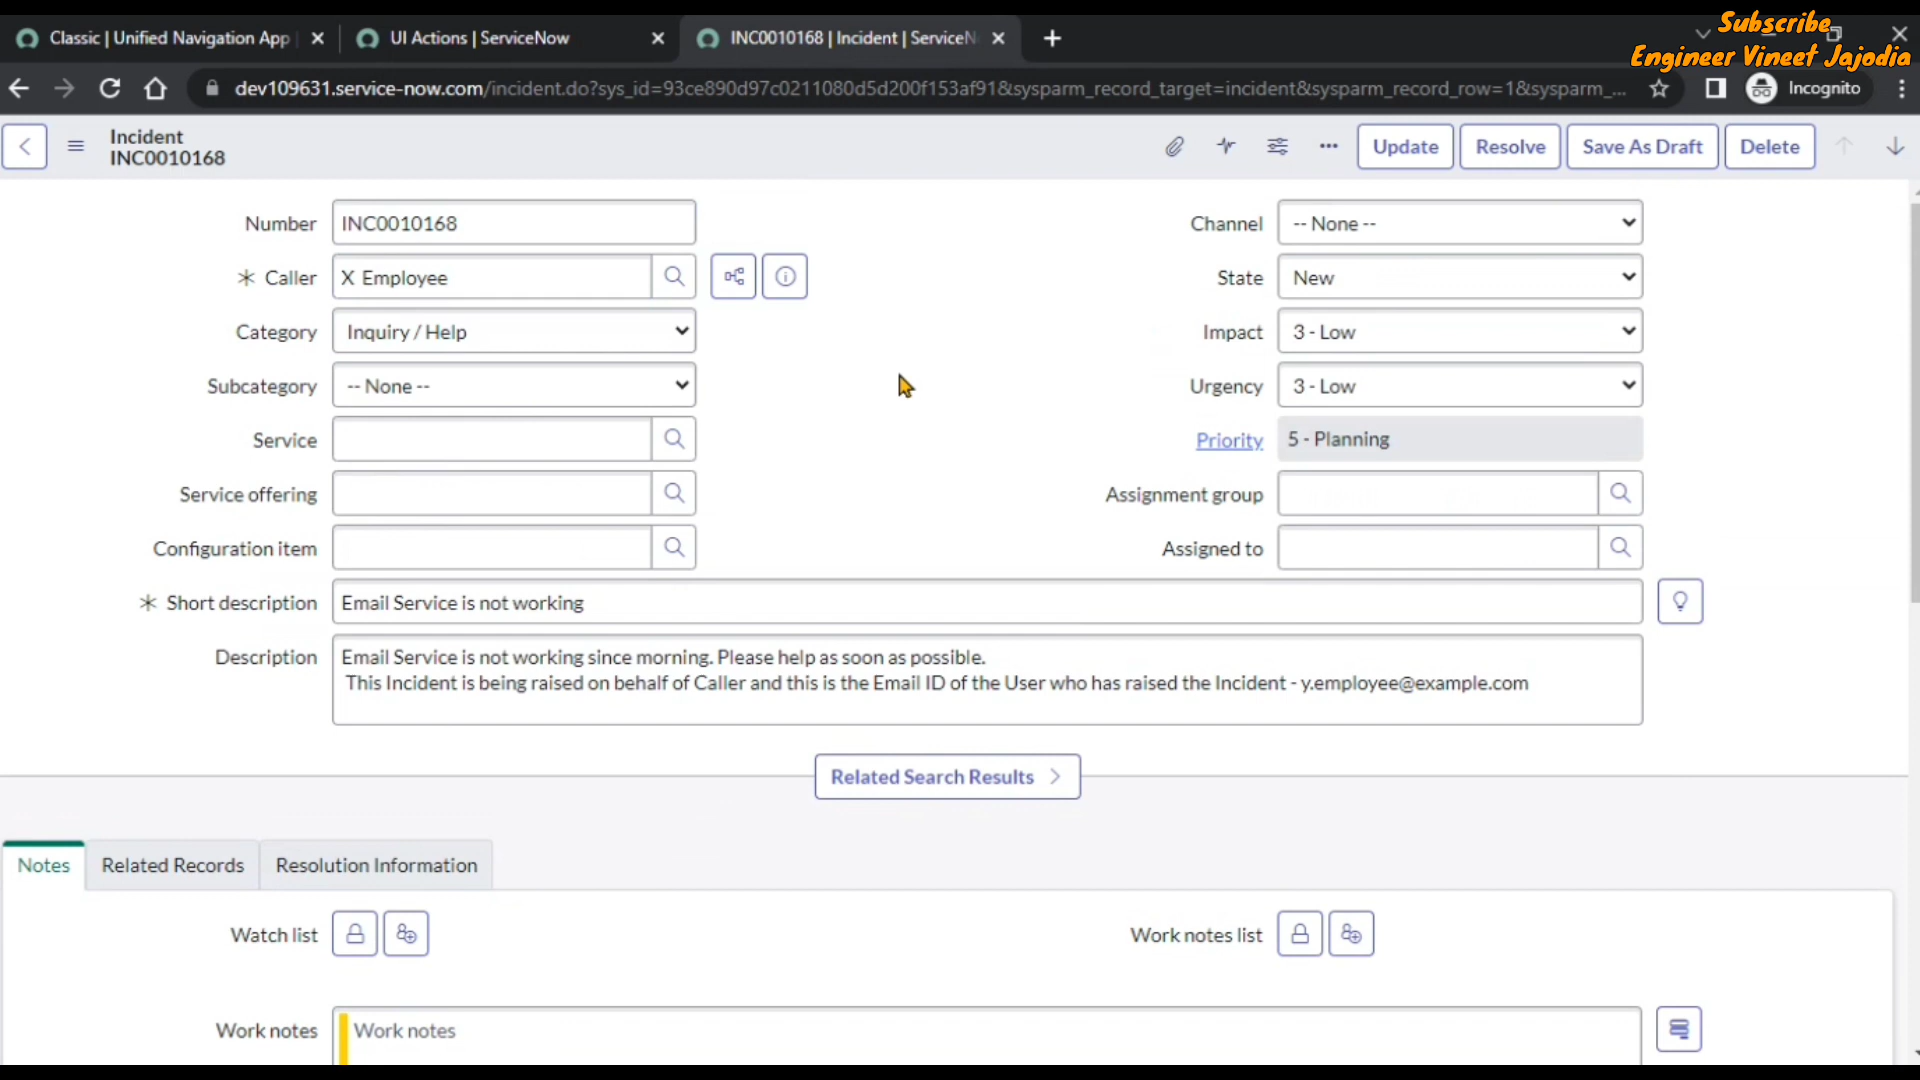 Subscribe
Engineer Vineet Jajodia
Classic | Unified Navigation App
UI Actions | ServiceNow
INC0010168 | Incident | ServiceN
dev109631.service-now.com/incident.do?sys_id=93ce890d97c0211080d5d200f153af91&sysparm_record_target=incident&sysparm_record_row=1&sysparm_...
Incognito
Incident
INC0010168
Update
Resolve
Save As Draft
Delete
Number INC0010168
Channel -- None --
Caller X Employee
State New
Category Inquiry / Help
Impact 3 - Low
Subcategory -- None --
Urgency 3 - Low
Service
Priority 5 - Planning
Service offering
Assignment group
Configuration item
Assigned to
Short description Email Service is not working
Description Email Service is not working since morning. Please help as soon as possible.
This Incident is being raised on behalf of Caller and this is the Email ID of the User who has raised the Incident - y.employee@example.com
Related Search Results
Notes
Related Records
Resolution Information
Watch list
Work notes list
Work notes Work notes